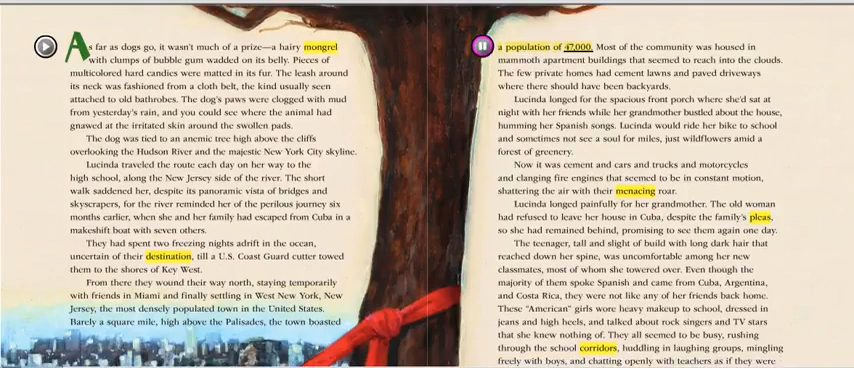 As far as dogs go, it wasn't much of a prize—a hairy mongrel
with clumps of bubble gum wadded on its belly. Pieces of
multicolored hard candies were matted in its fur. The leash around
its neck was fashioned from a cloth belt, the kind usually seen
attached to old bathrobes. The dog's paws were clogged with mud
from yesterday's rain, and you could see where the animal had
gnawed at the irritated skin around the swollen pads.
The dog was tied to an anemic tree high above the cliffs
overlooking the Hudson River and the majestic New York City skyline.
Lucinda traveled the route each day on her way to the
high school, along the New Jersey side of the river. The short
walk saddened her, despite its panoramic vista of bridges and
skyscrapers, for the river reminded her of the perilous journey six
months earlier, when she and her family had escaped from Cuba in a
makeshift boat with seven others.
They had spent two freezing nights adrift in the ocean,
uncertain of their destination, till a U.S. Coast Guard cutter towed
them to the shores of Key West.
From there they wound their way north, staying temporarily
with friends in Miami and finally settling in West New York, New
Jersey, the most densely populated town in the United States.
Barely a square mile, high above the Palisades, the town boasted
a population of 47,000. Most of the community was housed in
mammoth apartment buildings that seemed to reach into the clouds.
The few private homes had cement lawns and paved driveways
where there should have been backyards.
Lucinda longed for the spacious front porch where she'd sat at
night with her friends while her grandmother bustled about the house,
humming her Spanish songs. Lucinda would ride her bike to school
and sometimes not see a soul for miles, just wildflowers amid a
forest of greenery.
Now it was cement and cars and trucks and motorcycles
and clanging fire engines that seemed to be in constant motion,
shattering the air with their menacing roar.
Lucinda longed painfully for her grandmother. The old woman
had refused to leave her house in Cuba, despite the family's pleas,
so she had remained behind, promising to see them again one day.
The teenager, tall and slight of build with long dark hair that
reached down her spine, was uncomfortable among her new
classmates, most of whom she towered over. Even though the
majority of them spoke Spanish and came from Cuba, Argentina,
and Costa Rica, they were not like any of her friends back home.
These "American" girls wore heavy makeup to school, dressed in
jeans and high heels, and talked about rock singers and TV stars
that she knew nothing of. They all seemed to be busy, rushing
through the school corridors, huddling in laughing groups, mingling
freely with boys, and chatting openly with teachers as if they were